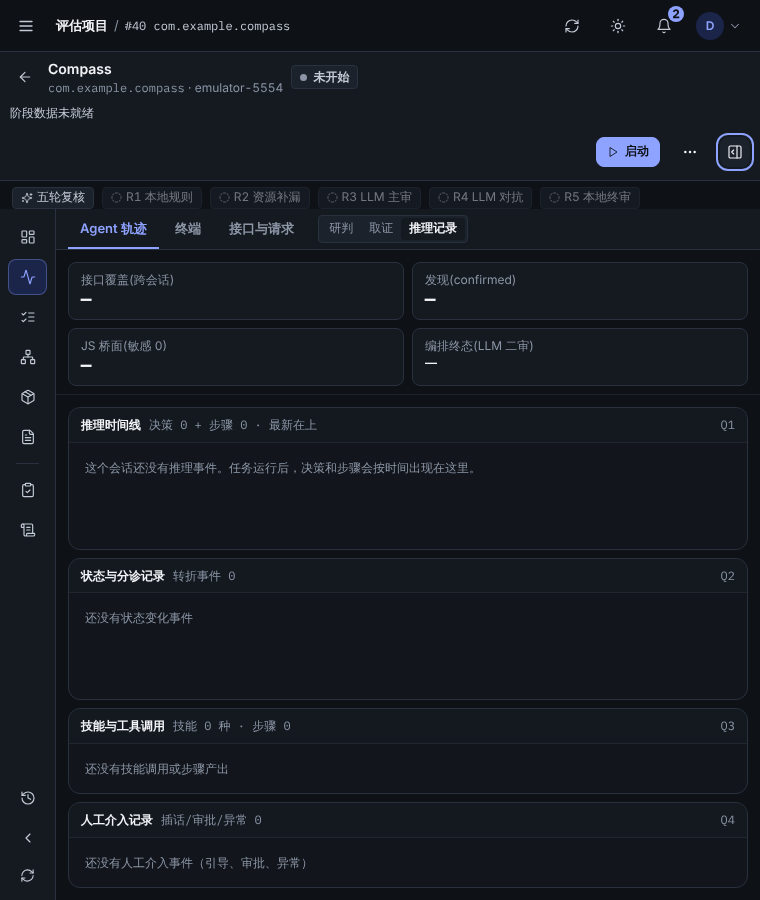 评估项目 / #40 com.example.compass
2
D
Compass
com.example.compass · emulator-5554
未开始
阶段数据未就绪
启动
五轮复核 R1 本地规则 R2 资源补漏 R3 LLM 主审 R4 LLM 对抗 R5 本地终审
Agent 轨迹 终端 接口与请求 研判 取证 推理记录
接口覆盖(跨会话)
—
发现(confirmed)
—
JS 桥面(敏感 0)
—
编排终态(LLM 二审)
—
推理时间线 决策 0 + 步骤 0 · 最新在上 Q1
这个会话还没有推理事件。任务运行后，决策和步骤会按时间出现在这里。
状态与分诊记录 转折事件 0 Q2
还没有状态变化事件
技能与工具调用 技能 0 种 · 步骤 0 Q3
还没有技能调用或步骤产出
人工介入记录 插话/审批/异常 0 Q4
还没有人工介入事件（引导、审批、异常）